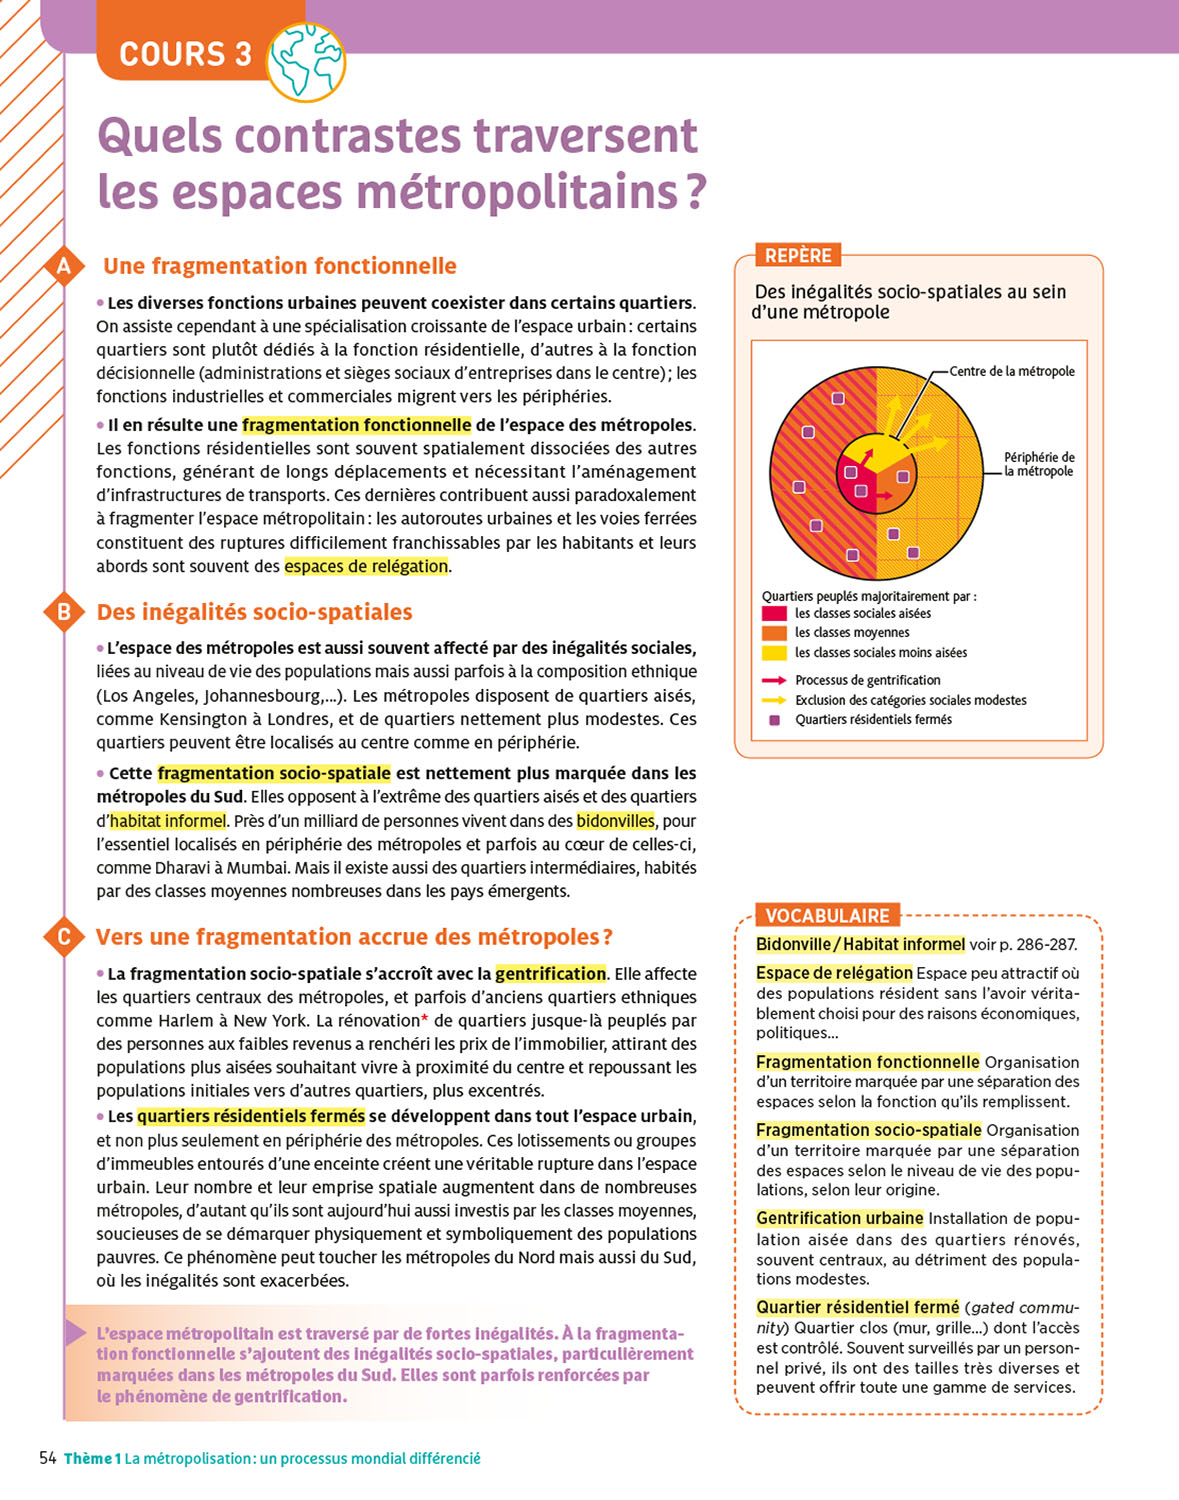 COURS 3
Quels contrastes traversent
les espaces métropolitains ?
A
Une fragmentation fonctionnelle
• Les diverses fonctions urbaines peuvent coexister dans certains quartiers.
On assiste cependant à une spécialisation croissante de l'espace urbain : certains
quartiers sont plutôt dédiés à la fonction résidentielle, d'autres à la fonction
décisionnelle (administrations et sièges sociaux d'entreprises dans le centre) ; les
fonctions industrielles et commerciales migrent vers les périphéries.
• Il en résulte une fragmentation fonctionnelle de l'espace des métropoles.
Les fonctions résidentielles sont souvent spatialement dissociées des autres
fonctions, générant de longs déplacements et nécessitant l'aménagement
d'infrastructures de transports. Ces dernières contribuent aussi paradoxalement
à fragmenter l'espace métropolitain : les autoroutes urbaines et les voies ferrées
constituent des ruptures difficilement franchissables par les habitants et leurs
abords sont souvent des espaces de relégation.
B
Des inégalités socio-spatiales
• L'espace des métropoles est aussi souvent affecté par des inégalités sociales,
liées au niveau de vie des populations mais aussi parfois à la composition ethnique
(Los Angeles, Johannesbourg,...). Les métropoles disposent de quartiers aisés,
comme Kensington à Londres, et de quartiers nettement plus modestes. Ces
quartiers peuvent être localisés au centre comme en périphérie.
• Cette fragmentation socio-spatiale est nettement plus marquée dans les
métropoles du Sud. Elles opposent à l'extrême des quartiers aisés et des quartiers
d'habitat informel. Près d'un milliard de personnes vivent dans des bidonvilles, pour
l'essentiel localisés en périphérie des métropoles et parfois au cœur de celles-ci,
comme Dharavi à Mumbai. Mais il existe aussi des quartiers intermédiaires, habités
par des classes moyennes nombreuses dans les pays émergents.
C
Vers une fragmentation accrue des métropoles ?
• La fragmentation socio-spatiale s'accroît avec la gentrification. Elle affecte
les quartiers centraux des métropoles, et parfois d'anciens quartiers ethniques
comme Harlem à New York. La rénovation* de quartiers jusque-là peuplés par
des personnes aux faibles revenus a renchéri les prix de l'immobilier, attirant des
populations plus aisées souhaitant vivre à proximité du centre et repoussant les
populations initiales vers d'autres quartiers, plus excentrés.
• Les quartiers résidentiels fermés se développent dans tout l'espace urbain,
et non plus seulement en périphérie des métropoles. Ces lotissements ou groupes
d'immeubles entourés d'une enceinte créent une véritable rupture dans l'espace
urbain. Leur nombre et leur emprise spatiale augmentent dans de nombreuses
métropoles, d'autant qu'ils sont aujourd'hui aussi investis par les classes moyennes,
soucieuses de se démarquer physiquement et symboliquement des populations
pauvres. Ce phénomène peut toucher les métropoles du Nord mais aussi du Sud,
où les inégalités sont exacerbées.
L'espace métropolitain est traversé par de fortes inégalités. À la fragmenta-
tion fonctionnelle s'ajoutent des inégalités socio-spatiales, particulièrement
marquées dans les métropoles du Sud. Elles sont parfois renforcées par
le phénomène de gentrification.
REPÈRE
Des inégalités socio-spatiales au sein
d'une métropole
Centre de la métropole
Périphérie de
la métropole
Quartiers peuplés majoritairement par :
les classes sociales aisées
les classes moyennes
les classes sociales moins aisées
Processus de gentrification
Exclusion des catégories sociales modestes
Quartiers résidentiels fermés
VOCABULAIRE
Bidonville / Habitat informel voir p. 286-287.
Espace de relégation Espace peu attractif où
des populations résident sans l'avoir vérita-
blement choisi pour des raisons économiques,
politiques...
Fragmentation fonctionnelle Organisation
d'un territoire marquée par une séparation des
espaces selon la fonction qu'ils remplissent.
Fragmentation socio-spatiale Organisation
d'un territoire marquée par une séparation
des espaces selon le niveau de vie des popu-
lations, selon leur origine.
Gentrification urbaine Installation de popu-
lation aisée dans des quartiers rénovés,
souvent centraux, au détriment des popula-
tions modestes.
Quartier résidentiel fermé (gated commu-
nity) Quartier clos (mur, grille...) dont l'accès
est contrôlé. Souvent surveillés par un person-
nel privé, ils ont des tailles très diverses et
peuvent offrir toute une gamme de services.
54 Thème 1 La métropolisation : un processus mondial différencié